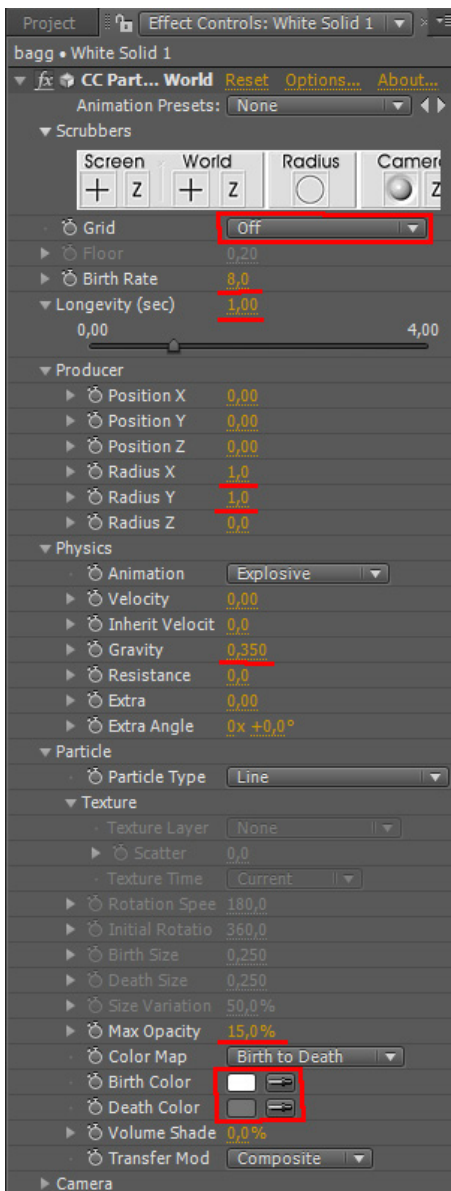 Project Effect Controls: White Solid 1
bagg • White Solid 1
fx CC Part... World Reset Options... About...
Animation Presets: None
Scrubbers
Screen World Radius Camer
+ Z + Z Z
Grid Off
Floor 0,20
Birth Rate 8,0
Longevity (sec) 1,00
0,00 4,00
Producer
Position X 0,00
Position Y 0,00
Position Z 0,00
Radius X 1,0
Radius Y 1,0
Radius Z 0,0
Physics
Animation Explosive
Velocity 0,00
Inherit Velocit 0,0
Gravity 0,350
Resistance 0,0
Extra 0,00
Extra Angle 0x +0,0°
Particle
Particle Type Line
Texture
Texture Layer None
Scatter 0,0
Texture Time Current
Rotation Spee 180,0
Initial Rotatio 360,0
Birth Size 0,250
Death Size 0,250
Size Variation 50,0%
Max Opacity 15,0%
Color Map Birth to Death
Birth Color
Death Color
Volume Shade 0,0%
Transfer Mod Composite
Camera